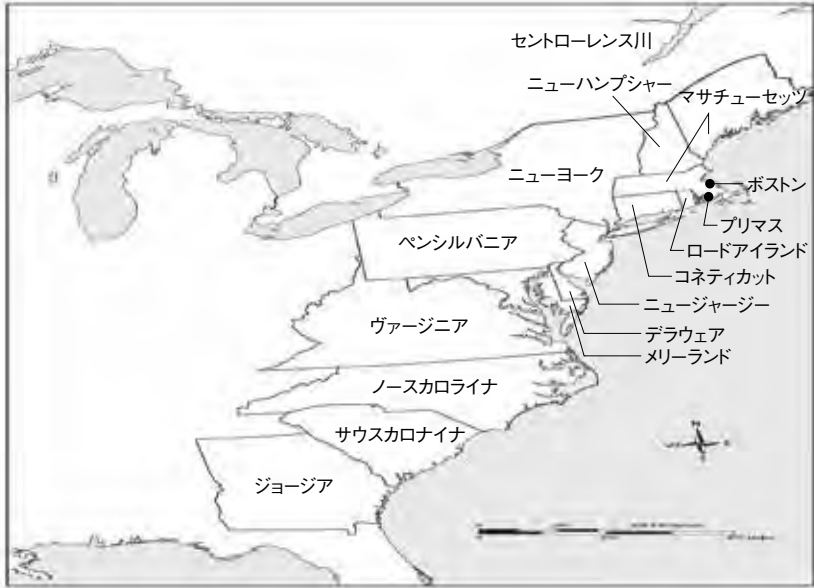 セントローレンス川
ニューハンプシャー
マサチューセッツ
ニューヨーク
ボストン
プリマス
ペンシルバニア
ロードアイランド
コネティカット
ニュージャージー
ヴァージニア
デラウェア
メリーランド
ノースカロライナ
サウスカロナイナ
ジョージア
N
E
S